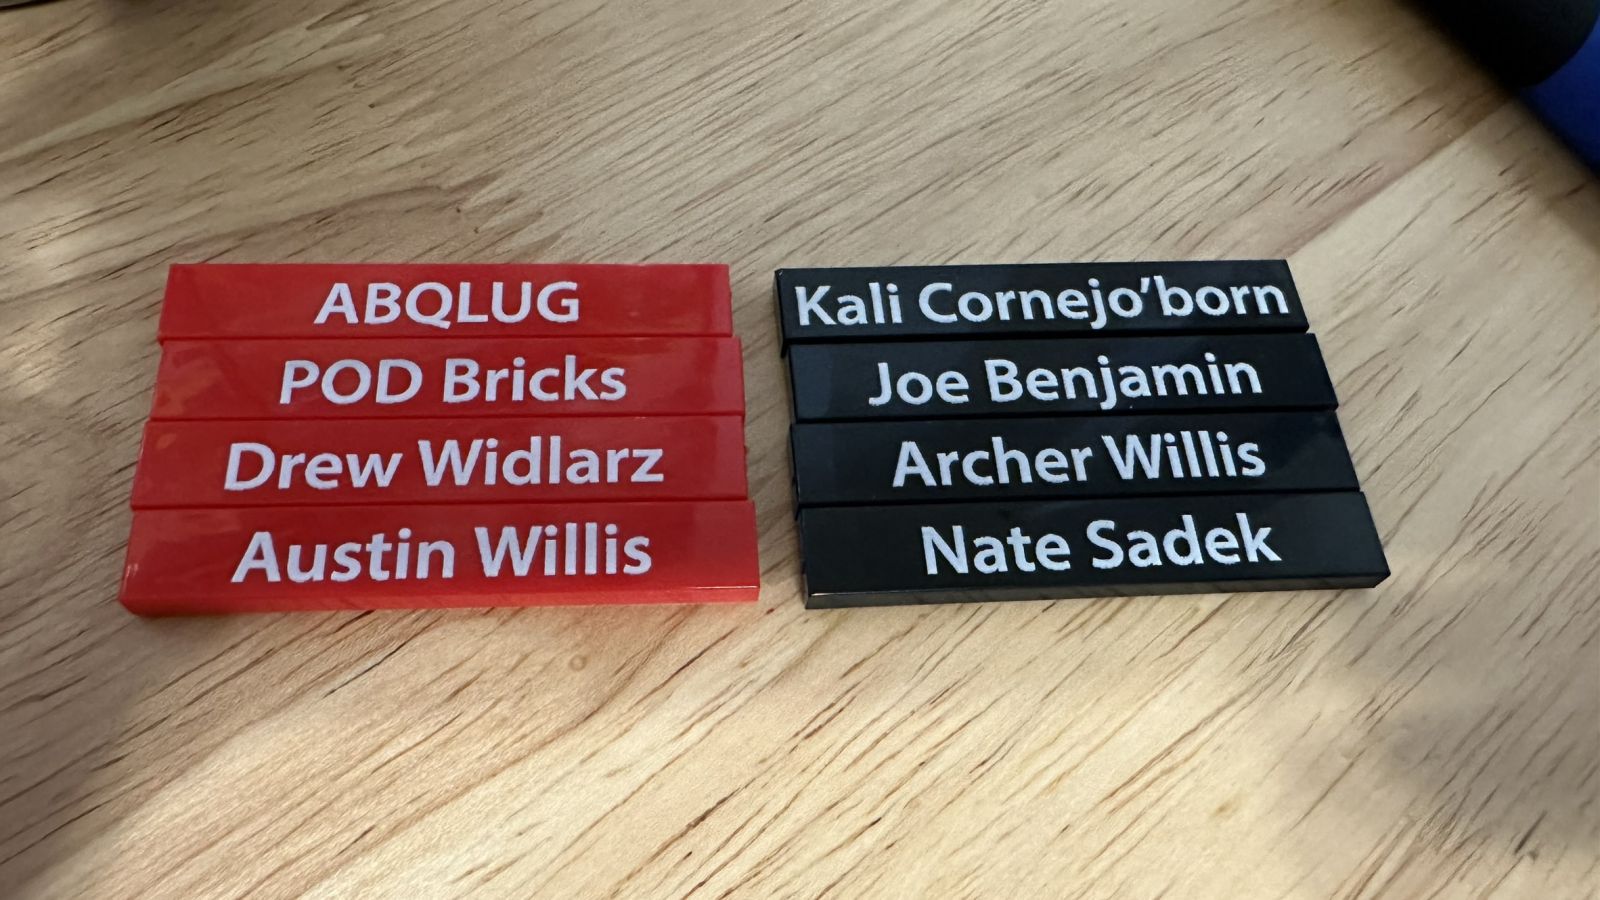 ABQLUG
POD Bricks
Drew Widlarz
Austin Willis
Kali Cornejo’born
Joe Benjamin
Archer Willis
Nate Sadek